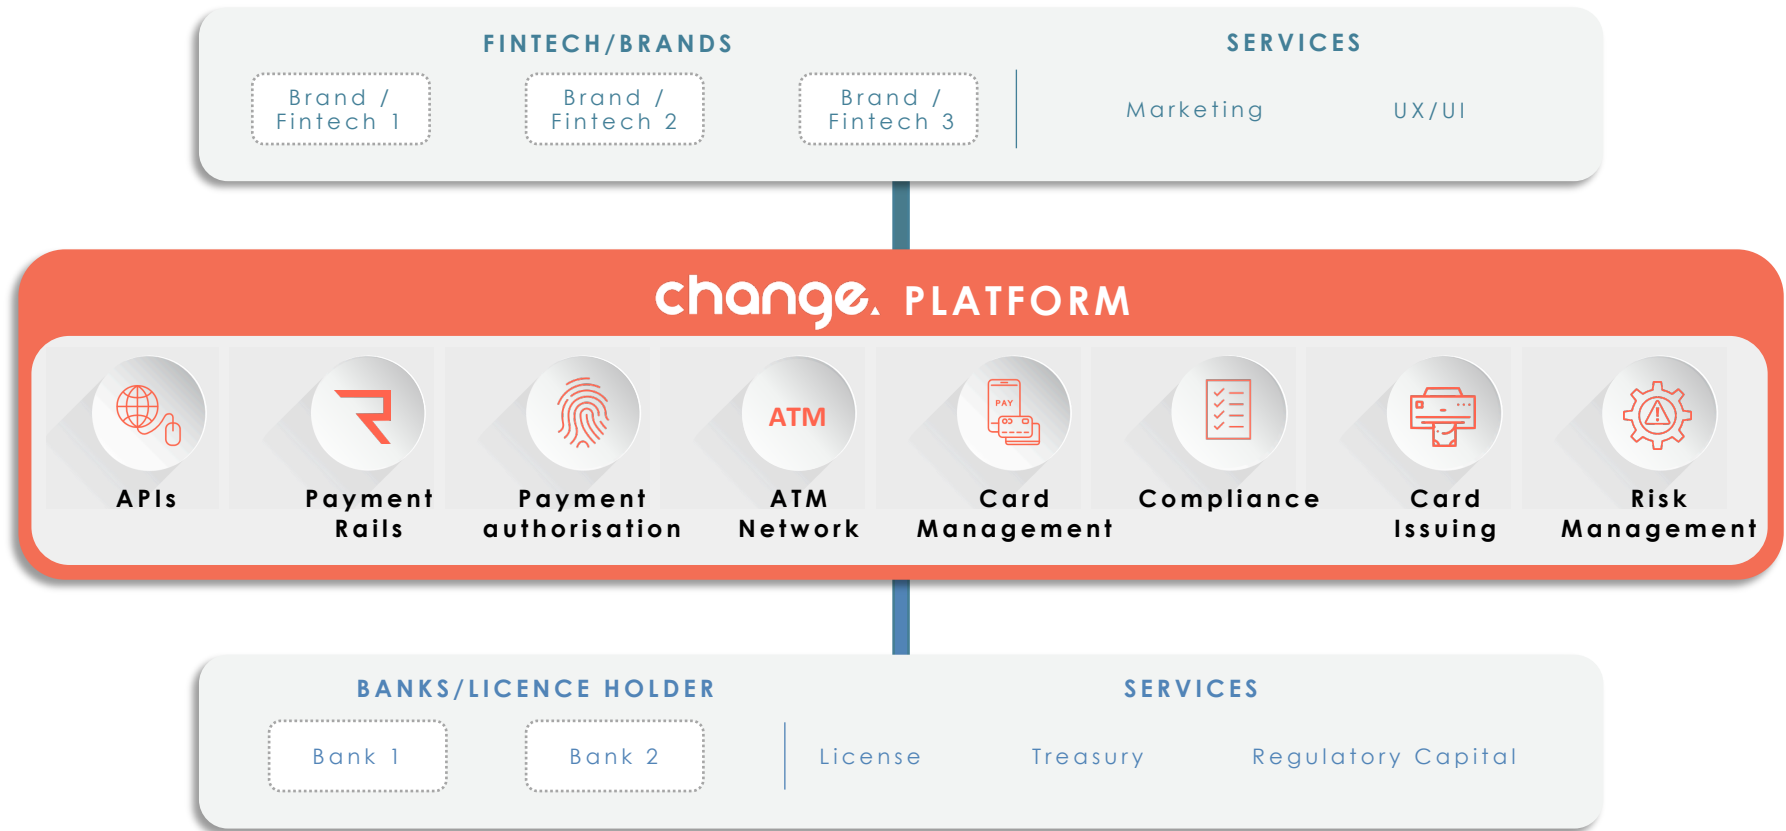 FINTECH/BRANDS
SERVICES
Brand /
Fintech 1
Brand /
Fintech 2
Brand /
Fintech 3
Marketing
UX/UI
change. PLATFORM
ATM
PAY
APIs
Payment
Rails
Payment
authorisation
ATM
Network
Card
Management
Compliance
Card
Issuing
Risk
Management
BANKS/LICENCE HOLDER
SERVICES
Bank 1
Bank 2
License
Treasury
Regulatory Capital